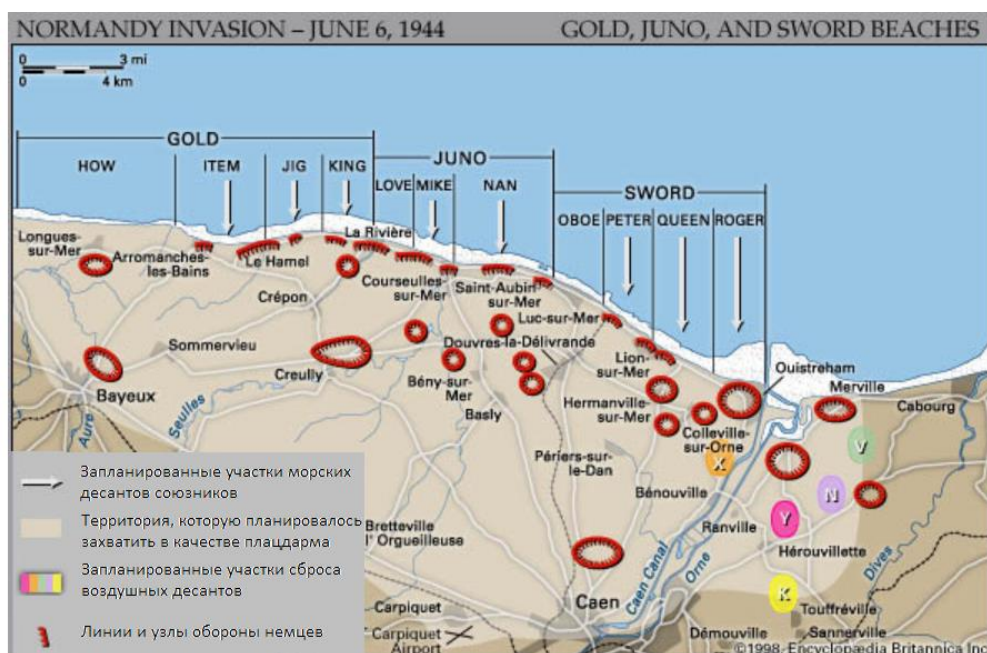 NORMANDY INVASION – JUNE 6, 1944
GOLD, JUNO, AND SWORD BEACHES
0 3 mi
0 4 km
GOLD
JUNO
SWORD
HOW
ITEM
JIG
KING
LOVE
MIKE
NAN
OBOE
PETER
QUEEN
ROGER
Longues-
sur-Mer
Arromanches-
les-Bains
Le Hamel
La Rivière
Crépon
Courseulles-
sur-Mer
Saint-Aubin-
sur-Mer
Luc-sur-Mer
Douvres-la-Délivrande
Lion-
sur-Mer
Ouistreham
Merville
Cabourg
Sommervieu
Creully
Bény-sur-
Mer
Basly
Hermanville-
sur-Mer
Colleville-
sur-Orne
Bayeux
Aure
Seulles
Périers-sur-
le-Dan
Bénouville
X
V
N
Y
K
Ranville
Hérouvillette
Bretteville
l'Orgueilleuse
Caen Canal
Orne
Dives
Caen
Carpiquet
Carpiquet
Airport
Touffréville
Démouville
Sannerville
Запланированные участки морских
десантов союзников
Территория, которую планировалось
захватить в качестве плацдарма
Запланированные участки сброса
воздушных десантов
Линии и узлы обороны немцев
©1998, Encyclopædia Britannica Inc